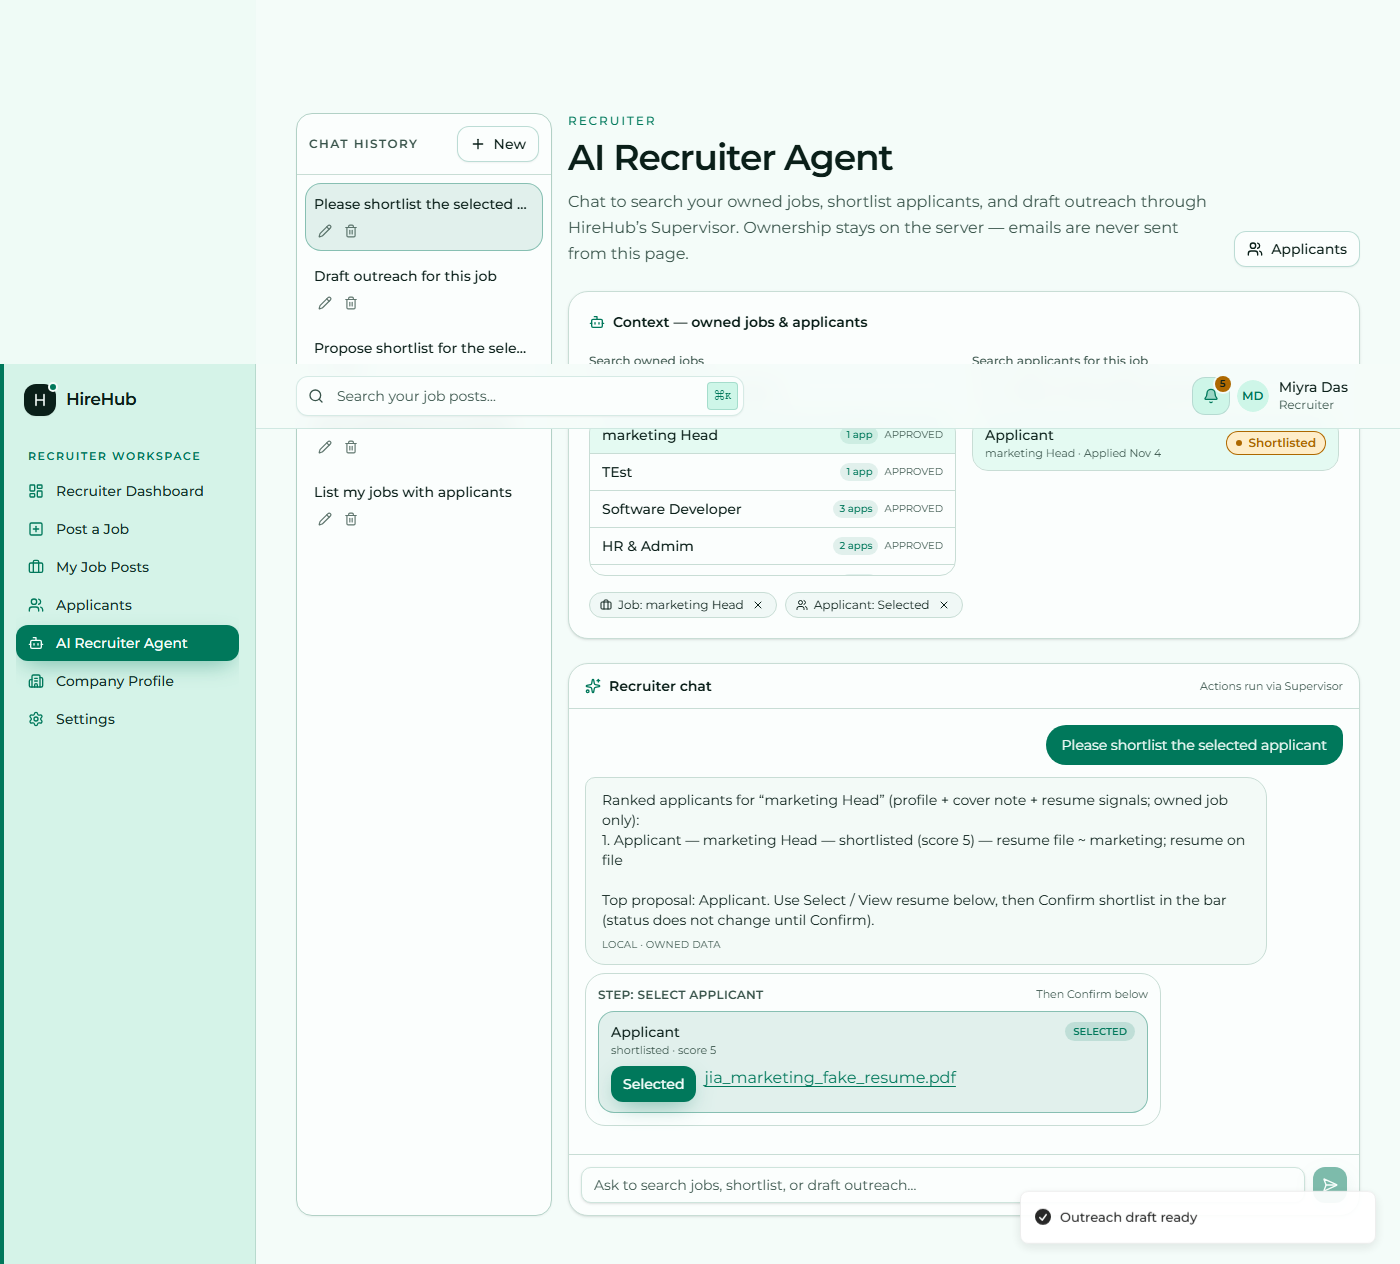 CHAT HISTORY
New
Please shortlist the selected ...
Draft outreach for this job
Propose shortlist for the sele...
List my jobs with applicants
RECRUITER
AI Recruiter Agent
Chat to search your owned jobs, shortlist applicants, and draft outreach through
HireHub’s Supervisor. Ownership stays on the server — emails are never sent
from this page.
Applicants
Context — owned jobs & applicants
Search owned jobs
Search applicants for this job
H
HireHub
Search your job posts...
⌘K
5
MD
Miyra Das
Recruiter
RECRUITER WORKSPACE
Recruiter Dashboard
Post a Job
My Job Posts
Applicants
AI Recruiter Agent
Company Profile
Settings
marketing Head
1 app
APPROVED
TEst
1 app
APPROVED
Software Developer
3 apps
APPROVED
HR & Admim
2 apps
APPROVED
Applicant
marketing Head · Applied Nov 4
Shortlisted
Job: marketing Head
Applicant: Selected
Recruiter chat
Actions run via Supervisor
Please shortlist the selected applicant
Ranked applicants for “marketing Head” (profile + cover note + resume signals; owned job
only):
1. Applicant — marketing Head — shortlisted (score 5) — resume file ~ marketing; resume on
file
Top proposal: Applicant. Use Select / View resume below, then Confirm shortlist in the bar
(status does not change until Confirm).
LOCAL · OWNED DATA
STEP: SELECT APPLICANT
Then Confirm below
Applicant
SELECTED
shortlisted · score 5
Selected
jia_marketing_fake_resume.pdf
Ask to search jobs, shortlist, or draft outreach...
Outreach draft ready